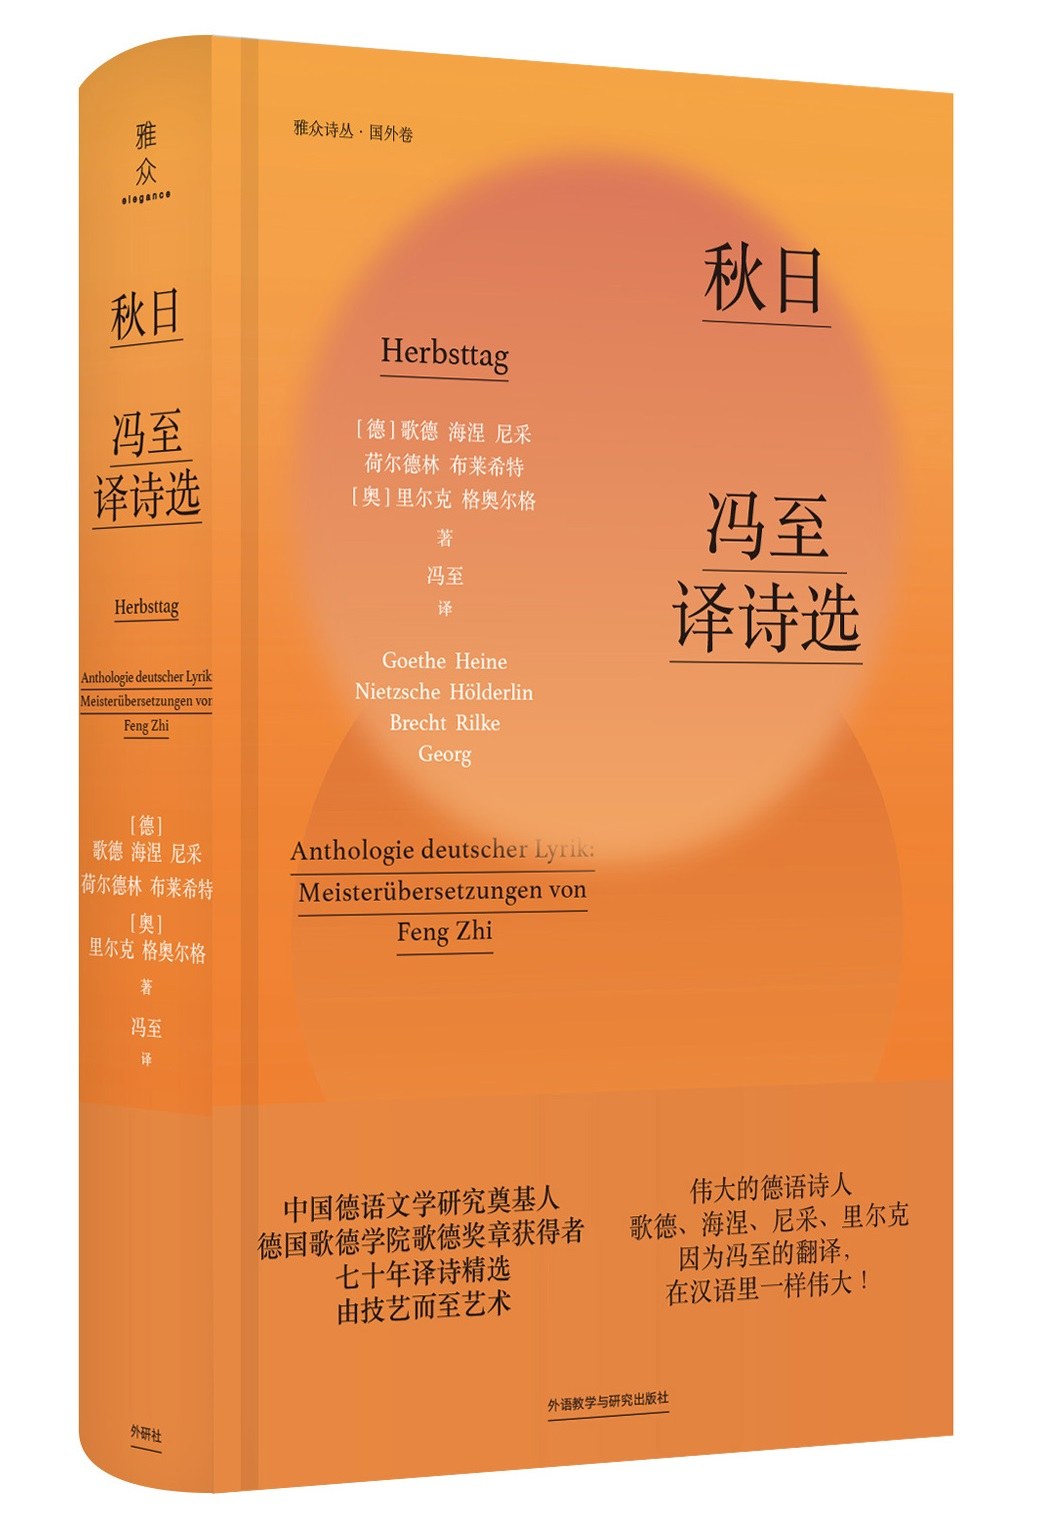 雅
众
elegance
秋日
冯至
译诗选
Herbsttag
Anthologie deutscher Lyrik
Meisterübersetzungen von
Feng Zhi
[德]
歌德 海涅 尼采
荷尔德林 布莱希特
[奥]
里尔克 格奥尔格
著
冯至
译
外研社
雅众诗丛·国外卷
秋日
Herbsttag
[德]歌德 海涅 尼采
荷尔德林 布莱希特
[奥]里尔克 格奥尔格
著
冯至
译
冯至
译诗选
Goethe Heine
Nietzsche Hölderlin
Brecht Rilke
Georg
Anthologie deutscher Lyrik:
Meisterübersetzungen von
Feng Zhi
中国德语文学研究奠基人
德国歌德学院歌德奖章获得者
七十年译诗精选
由技艺而至艺术
伟大的德语诗人
歌德、海涅、尼采、里尔克
因为冯至的翻译，
在汉语里一样伟大！
外语教学与研究出版社